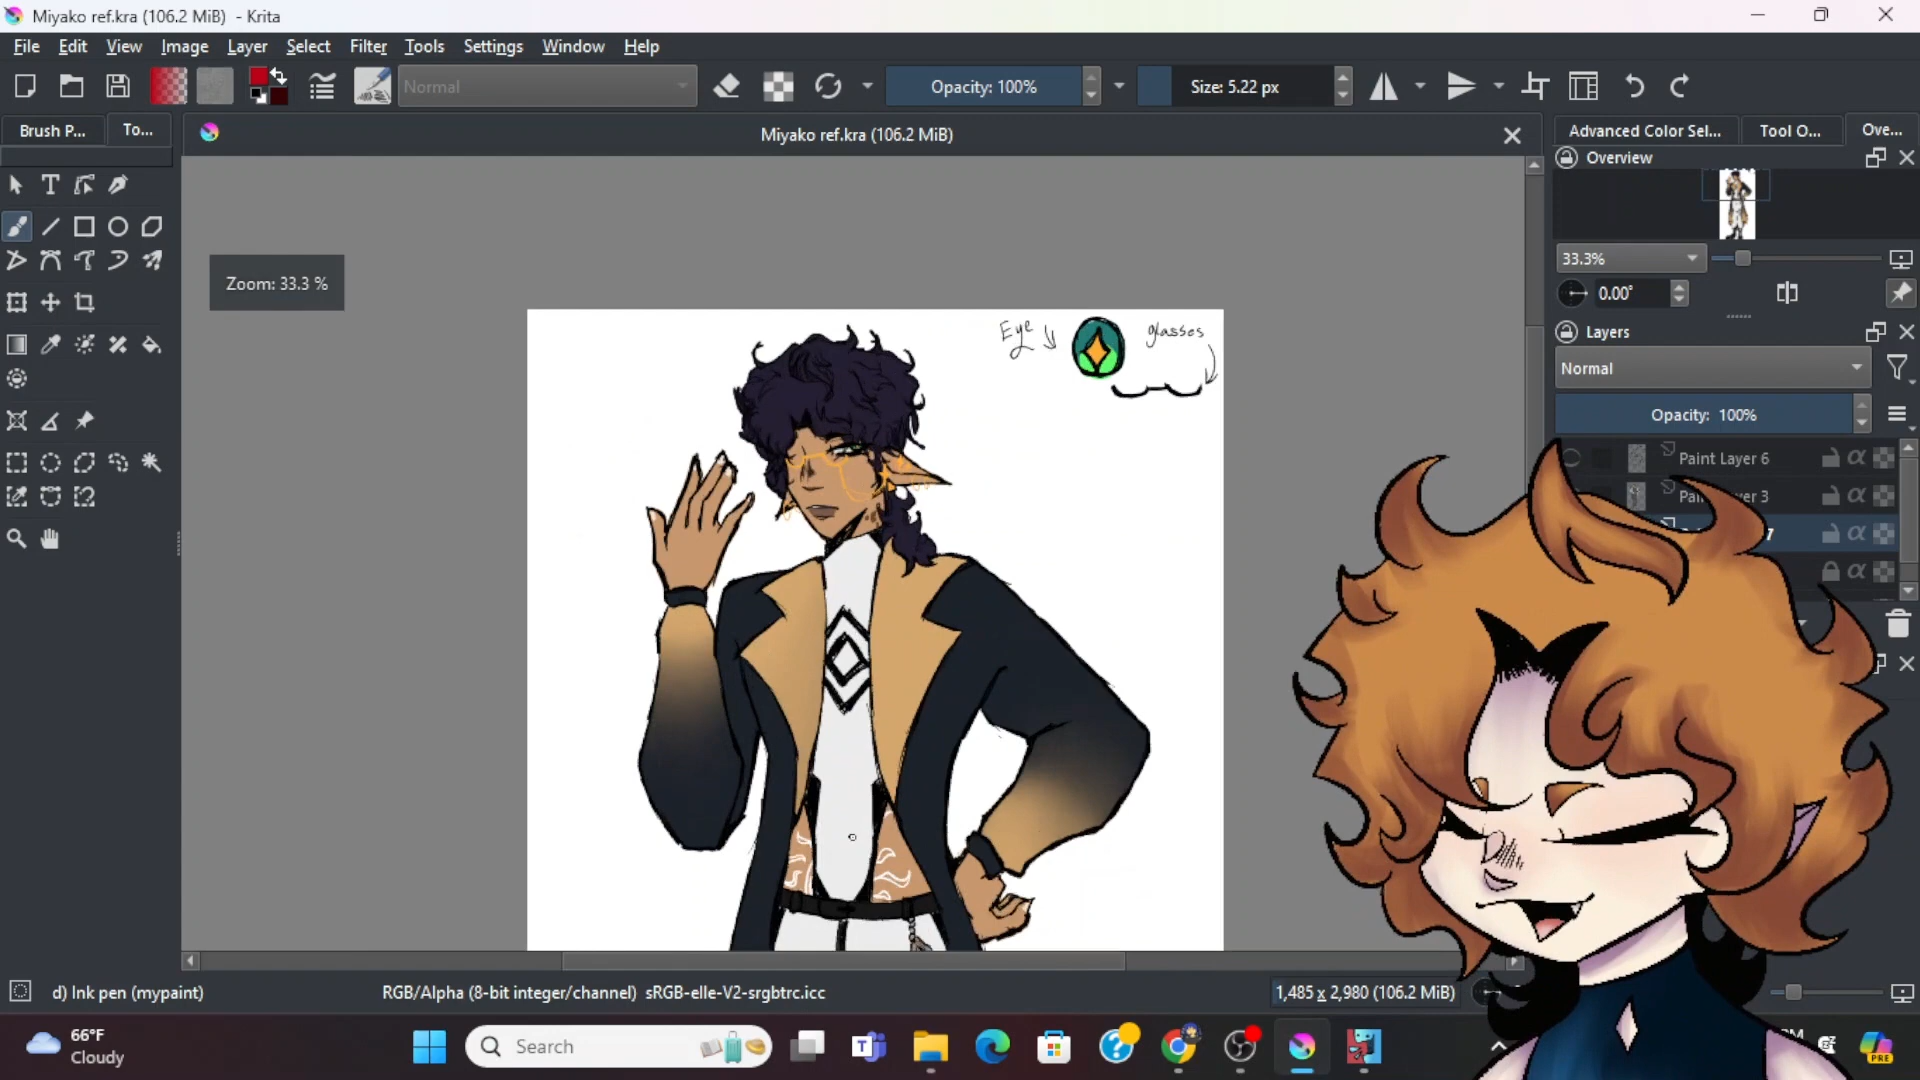 Miyako ref.kra (106.2 MiB) - Krita
File Edit View Image Layer Select Filter Tools Settings Window Help
Normal
Opacity: 100%
Size: 5.22 px
Brush P... To...
Miyako ref.kra (106.2 MiB)
Advanced Color Sel... Tool O... Ove...
Overview
Zoom: 33.3 %
33.3%
0.00°
Eye
glasses
Layers
Normal
Opacity: 100%
Paint Layer 6
d) Ink pen (mypaint)
RGB/Alpha (8-bit integer/channel) sRGB-elle-V2-srgbtrc.icc
1,485 x 2,980 (106.2 MiB)
66°F
Cloudy
Search
PRE